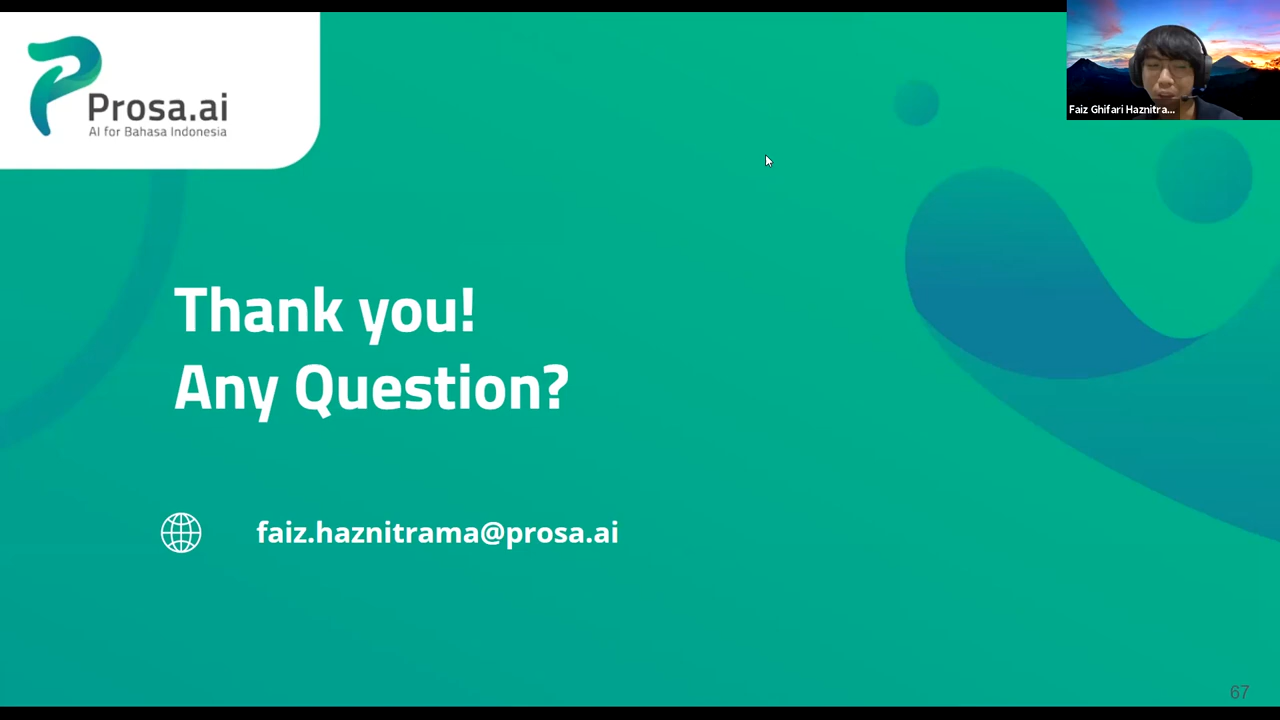 Prosa.ai
AI for Bahasa Indonesia
Faiz Ghifari Haznitra...
Thank you!
Any Question?
faiz.haznitrama@prosa.ai
67